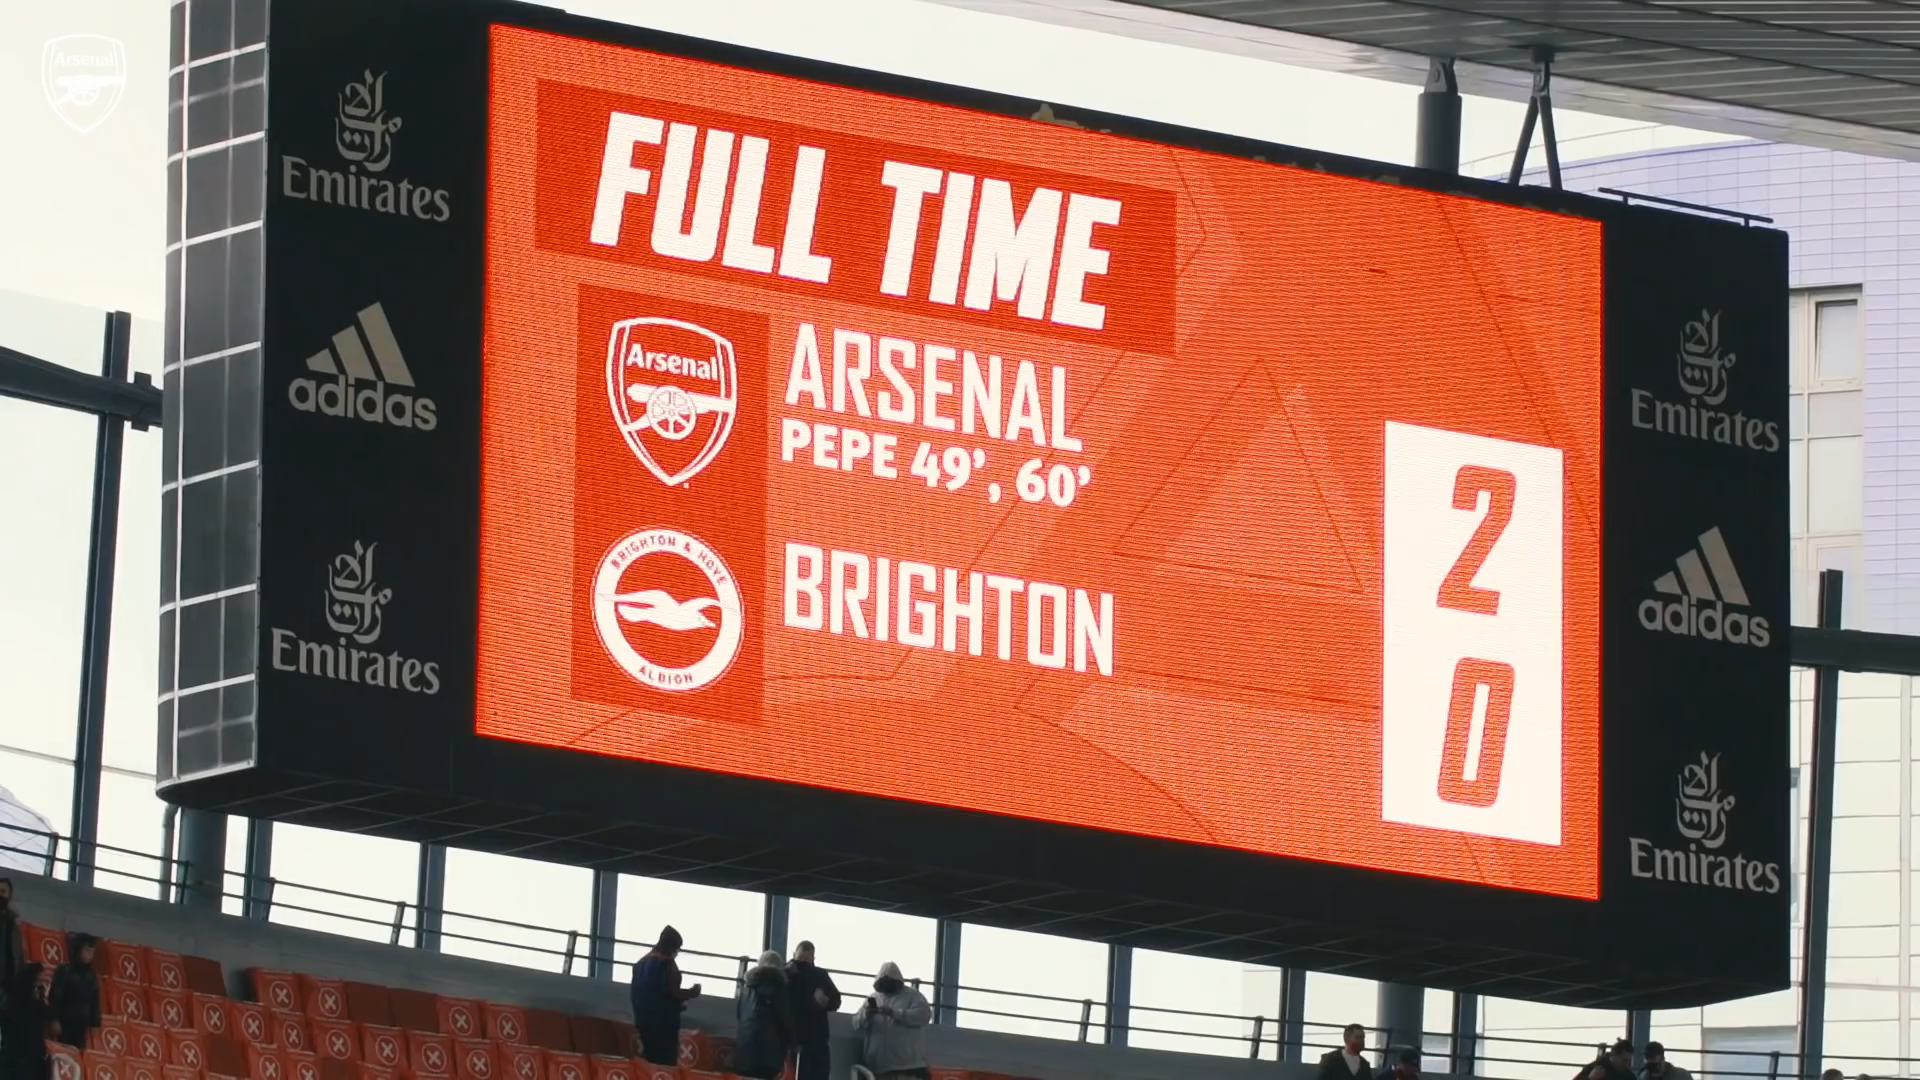 Arsenal
Emirates
adidas
Emirates
FULL TIME
Arsenal
ARSENAL
PEPE 49', 60'
2
BRIGHTON & HOVE
ALBION
BRIGHTON
0
Emirates
adidas
Emirates